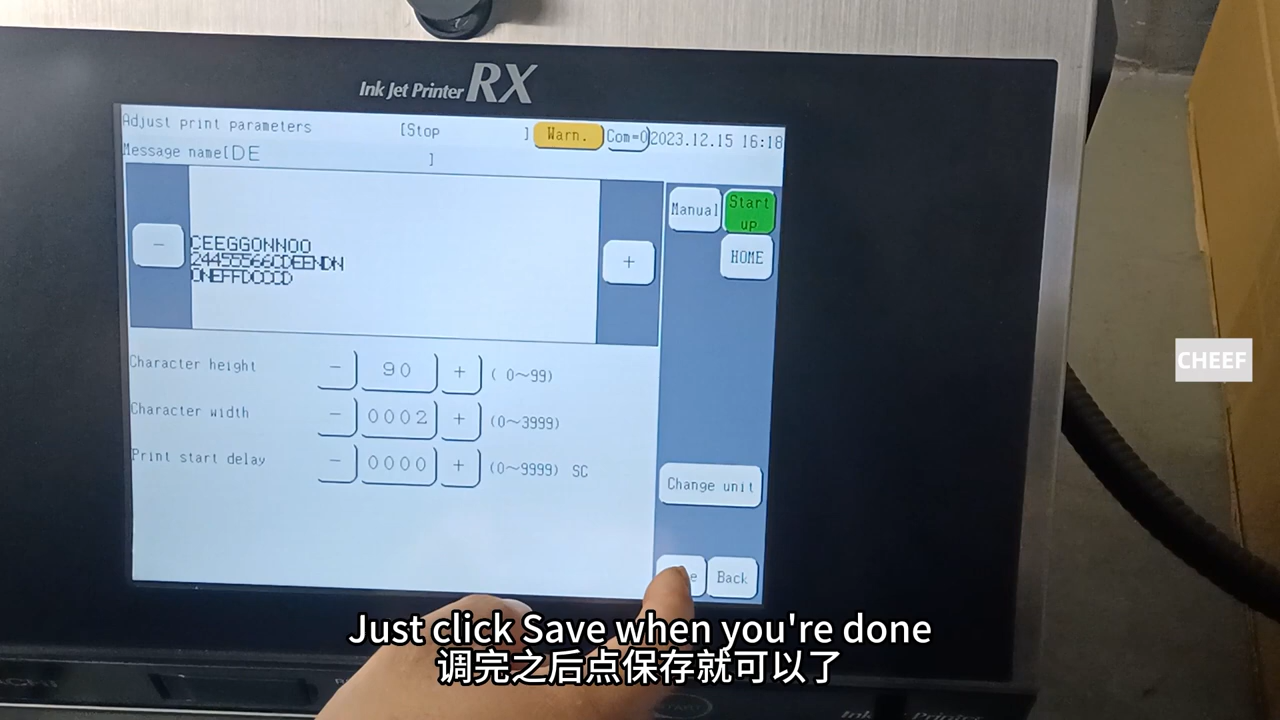 Ink Jet Printer RX
Adjust print parameters [Stop ] Warn. Com=0 2023.12.15 16:18
Message name[DE ]
Manual Start up
HOME
CEEGGONNOO
24455566CDEENDN
ONEFFDOOOD
- +
Character height - 90 + ( 0~99)
Character width - 0002 + (0~3999)
Print start delay - 0000 + (0~9999) SC
Change unit
Back
CHEEF
Just click Save when you're done
调完之后点保存就可以了